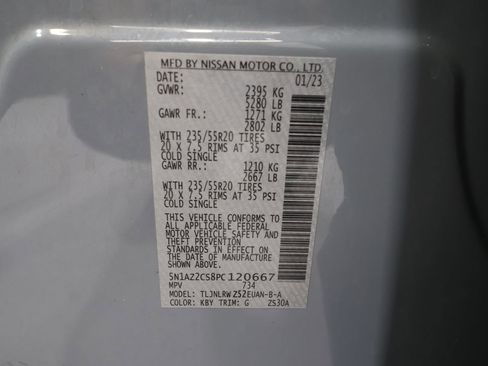 MFD BY NISSAN MOTOR CO., LTD.
DATE: 01/23
GVWR: 2395 KG
5280 LB
GAWR FR.: 1271 KG
2802 LB
WITH 235/55R20 TIRES
20 X 7.5 RIMS AT 35 PSI
COLD SINGLE
GAWR RR.: 1210 KG
2667 LB
WITH 235/55R20 TIRES
20 X 7.5 RIMS AT 35 PSI
COLD SINGLE
THIS VEHICLE CONFORMS TO
ALL APPLICABLE FEDERAL
MOTOR VEHICLE SAFETY AND
THEFT PREVENTION
STANDARDS IN EFFECT ON
THE DATE OF MANUFACTURE
SHOWN ABOVE.
5N1AZ2CS8PC120667
MPV 734
MODEL: TLJNLRWZ52EUAN-B-A
COLOR: KBY TRIM: G ZS30A